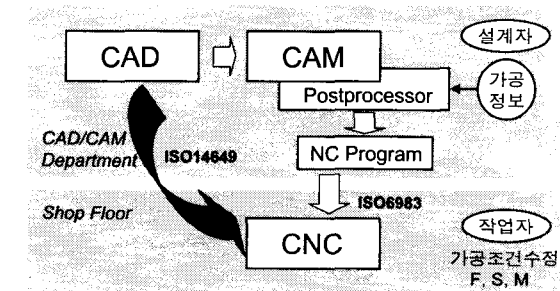 CAD
CAM
설계자
Postprocessor
가공
정보
CAD/CAM
Department
ISO14649
NC Program
ISO6983
Shop Floor
CNC
작업자
가공조건수정
F, S, M